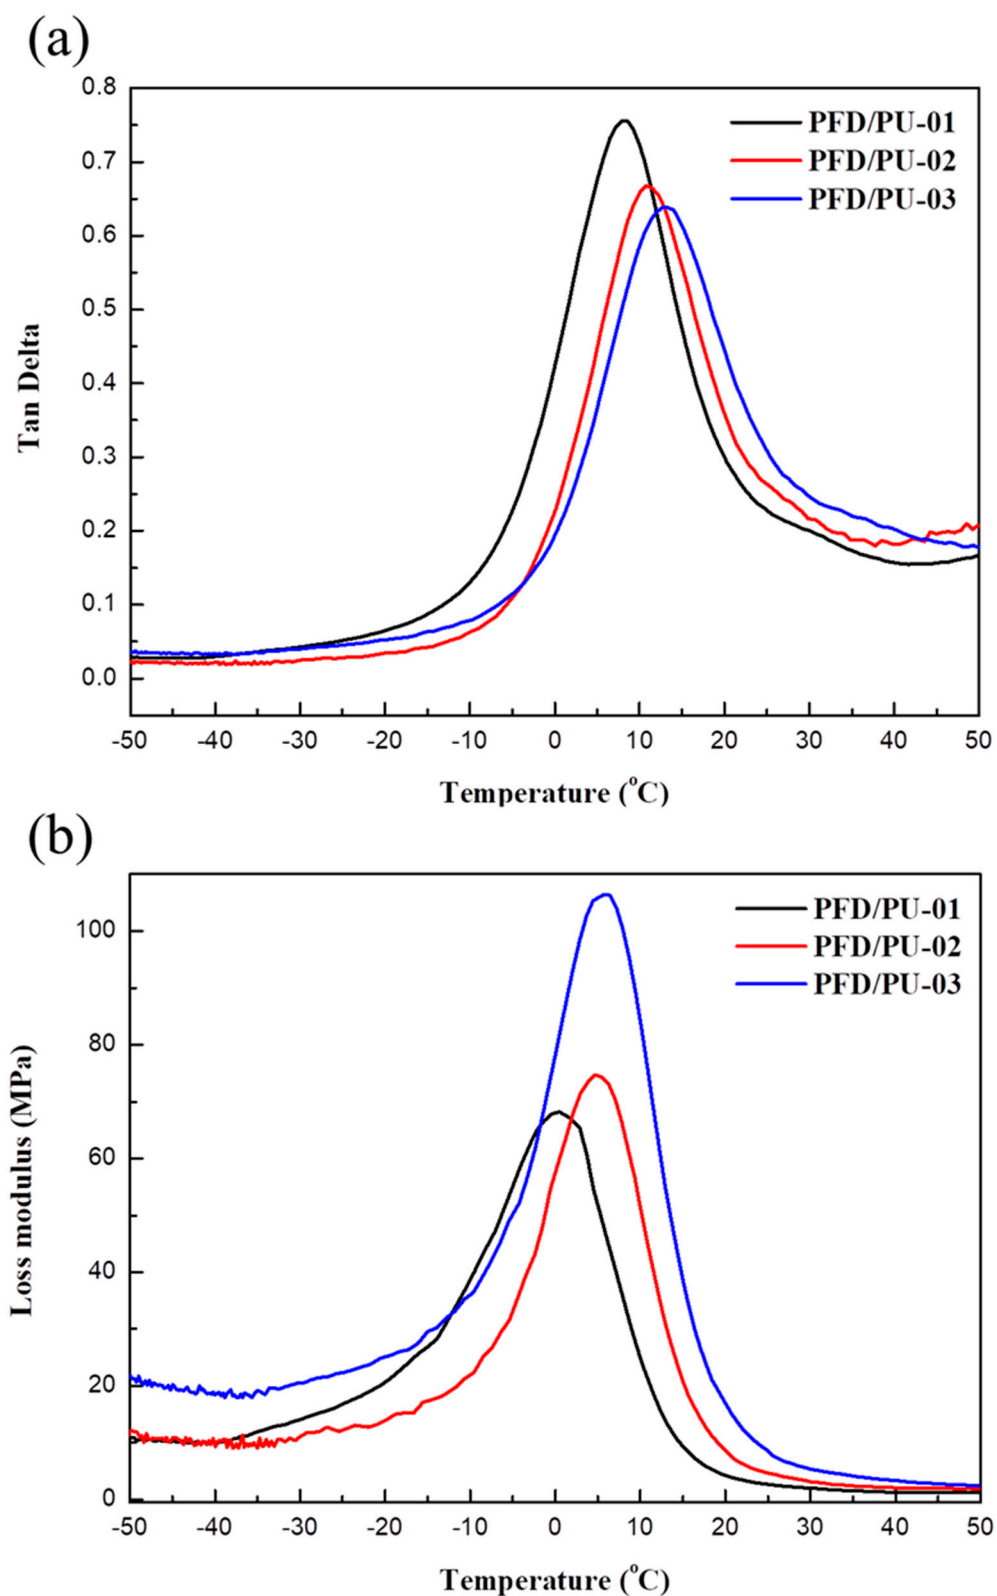 (a)
0.8
0.7
0.6
0.5
0.4
0.3
0.2
0.1
0.0
Tan Delta
PFD/PU-01
PFD/PU-02
PFD/PU-03
-50 -40 -30 -20 -10 0 10 20 30 40 50
Temperature (°C)
(b)
100
80
60
40
20
0
Loss modulus (MPa)
PFD/PU-01
PFD/PU-02
PFD/PU-03
-50 -40 -30 -20 -10 0 10 20 30 40 50
Temperature (°C)